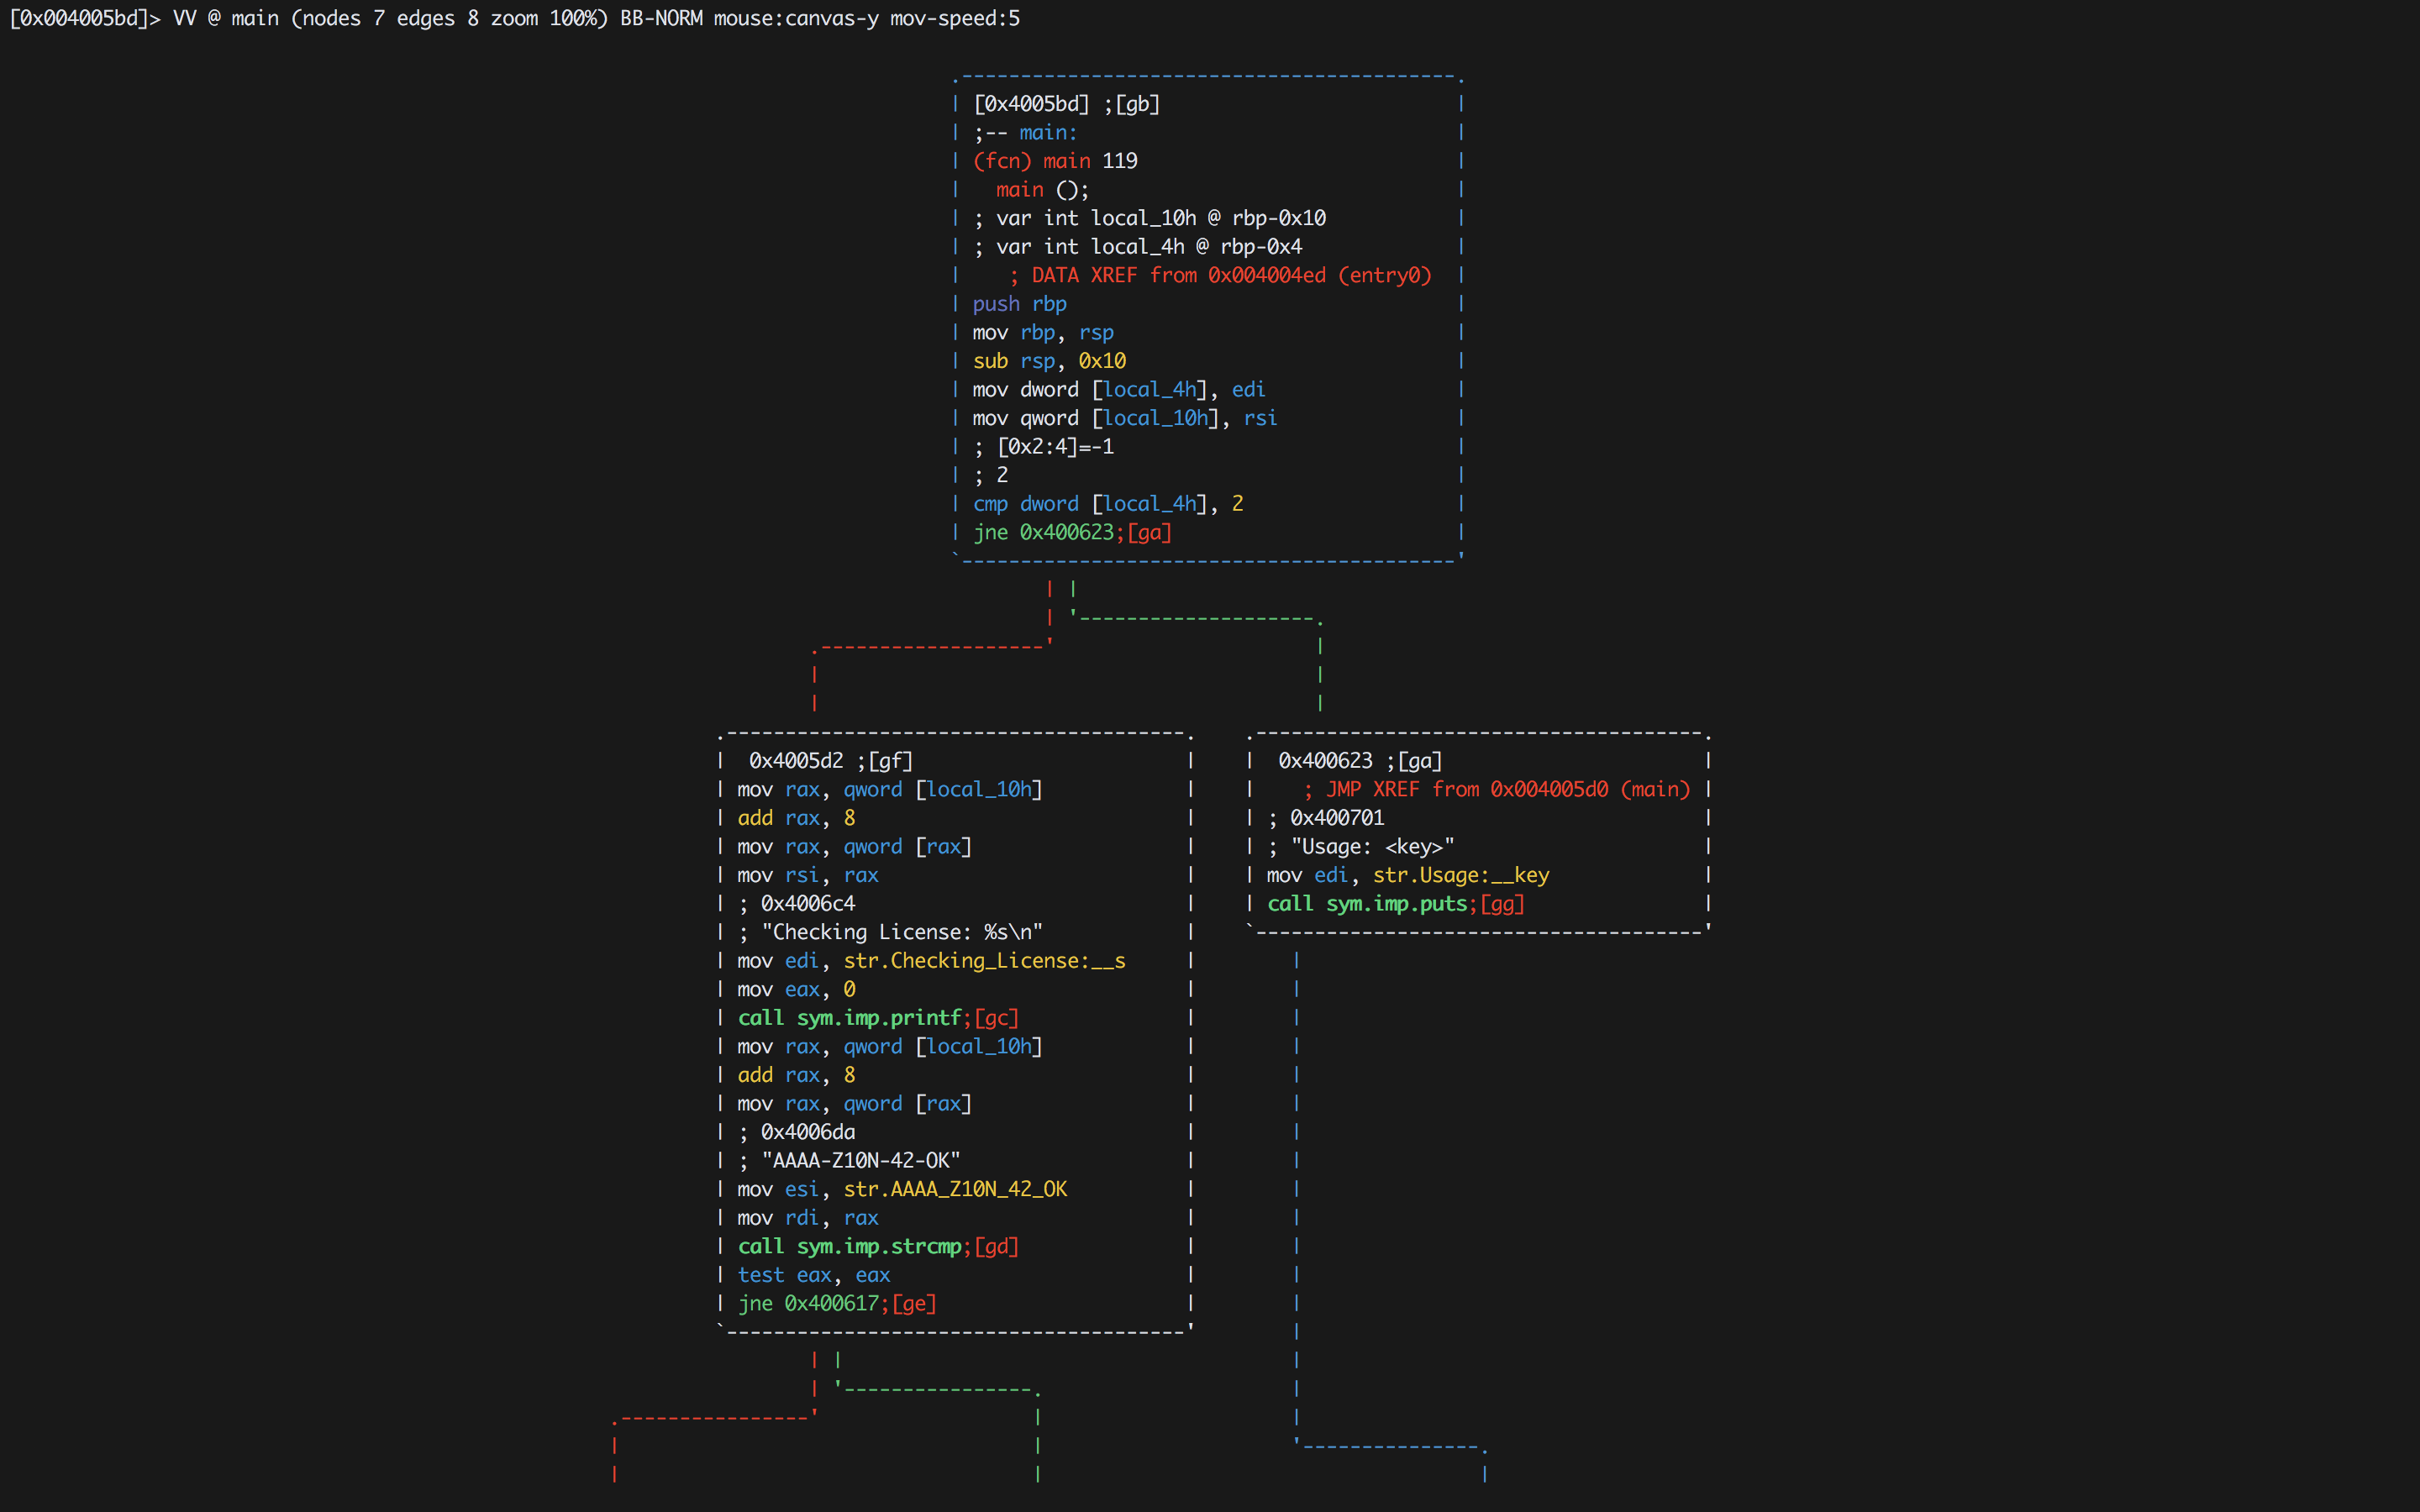 [0x004005bd]> VV @ main (nodes 7 edges 8 zoom 100%) BB-NORM mouse:canvas-y mov-speed:5
[0x4005bd] ;[gb]
;-- main:
(fcn) main 119
main ();
; var int local_10h @ rbp-0x10
; var int local_4h @ rbp-0x4
; DATA XREF from 0x004004ed (entry0)
push rbp
mov rbp, rsp
sub rsp, 0x10
mov dword [local_4h], edi
mov qword [local_10h], rsi
; [0x2:4]=-1
; 2
cmp dword [local_4h], 2
jne 0x400623;[ga]
0x4005d2 ;[gf]
mov rax, qword [local_10h]
add rax, 8
mov rax, qword [rax]
mov rsi, rax
; 0x4006c4
; "Checking License: %s\n"
mov edi, str.Checking_License:__s
mov eax, 0
call sym.imp.printf;[gc]
mov rax, qword [local_10h]
add rax, 8
mov rax, qword [rax]
; 0x4006da
; "AAAA-Z10N-42-OK"
mov esi, str.AAAA_Z10N_42_OK
mov rdi, rax
call sym.imp.strcmp;[gd]
test eax, eax
jne 0x400617;[ge]
0x400623 ;[ga]
; JMP XREF from 0x004005d0 (main)
; 0x400701
; "Usage: <key>"
mov edi, str.Usage:__key
call sym.imp.puts;[gg]